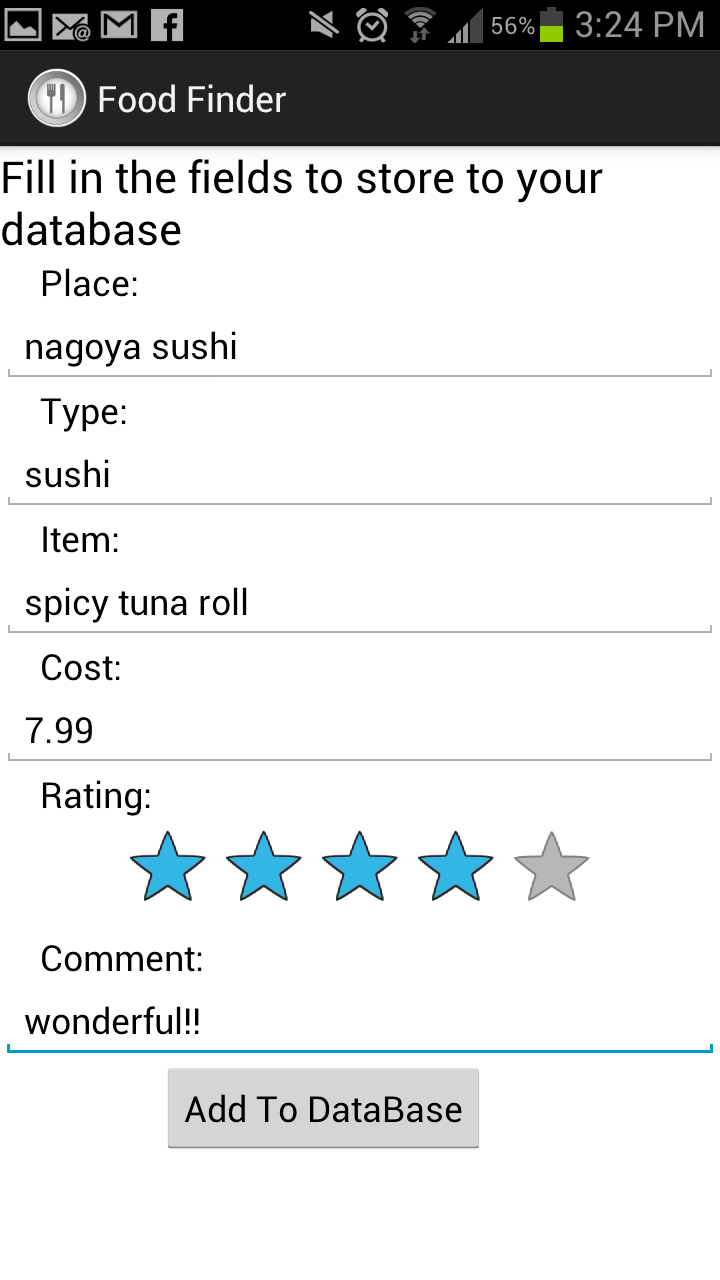 56% 3:24 PM
Food Finder
Fill in the fields to store to your
database
Place:
nagoya sushi
Type:
sushi
Item:
spicy tuna roll
Cost:
7.99
Rating:
Comment:
wonderful!!
Add To DataBase